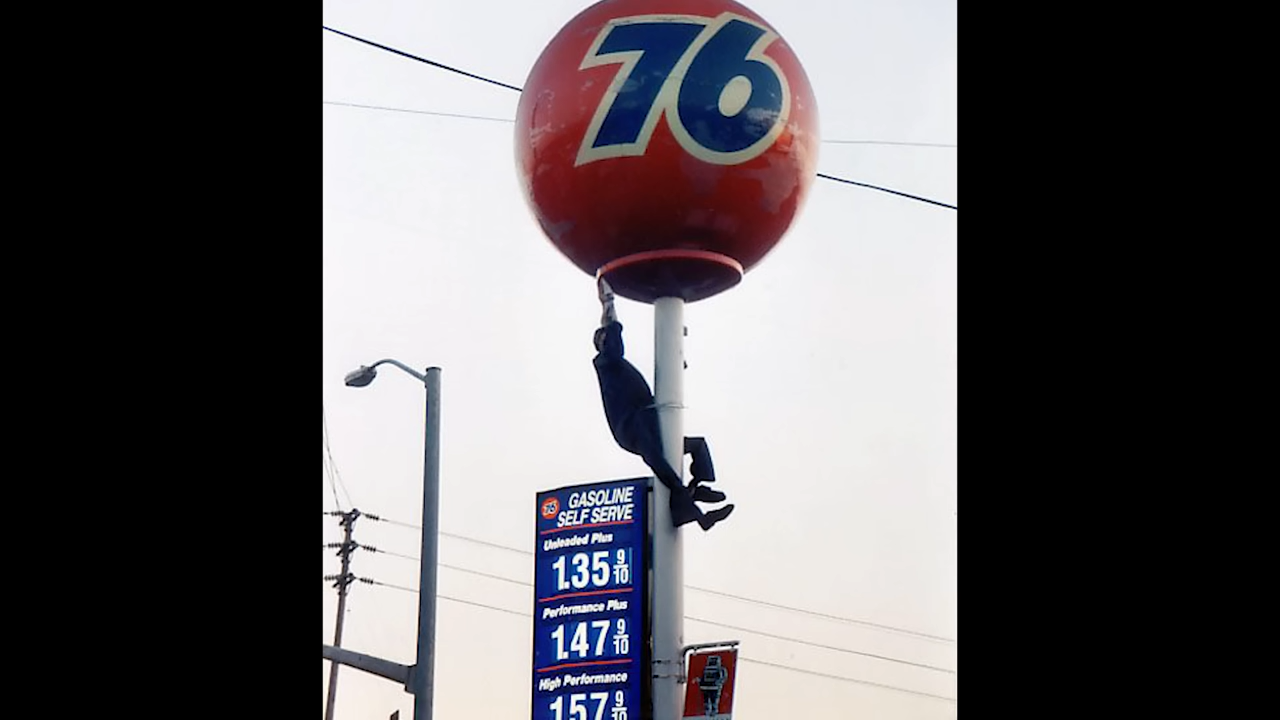 76
76
GASOLINE
SELF SERVE
Unleaded Plus
1.35 9/10
Performance Plus
1.47 9/10
High Performance
1.57 9/10